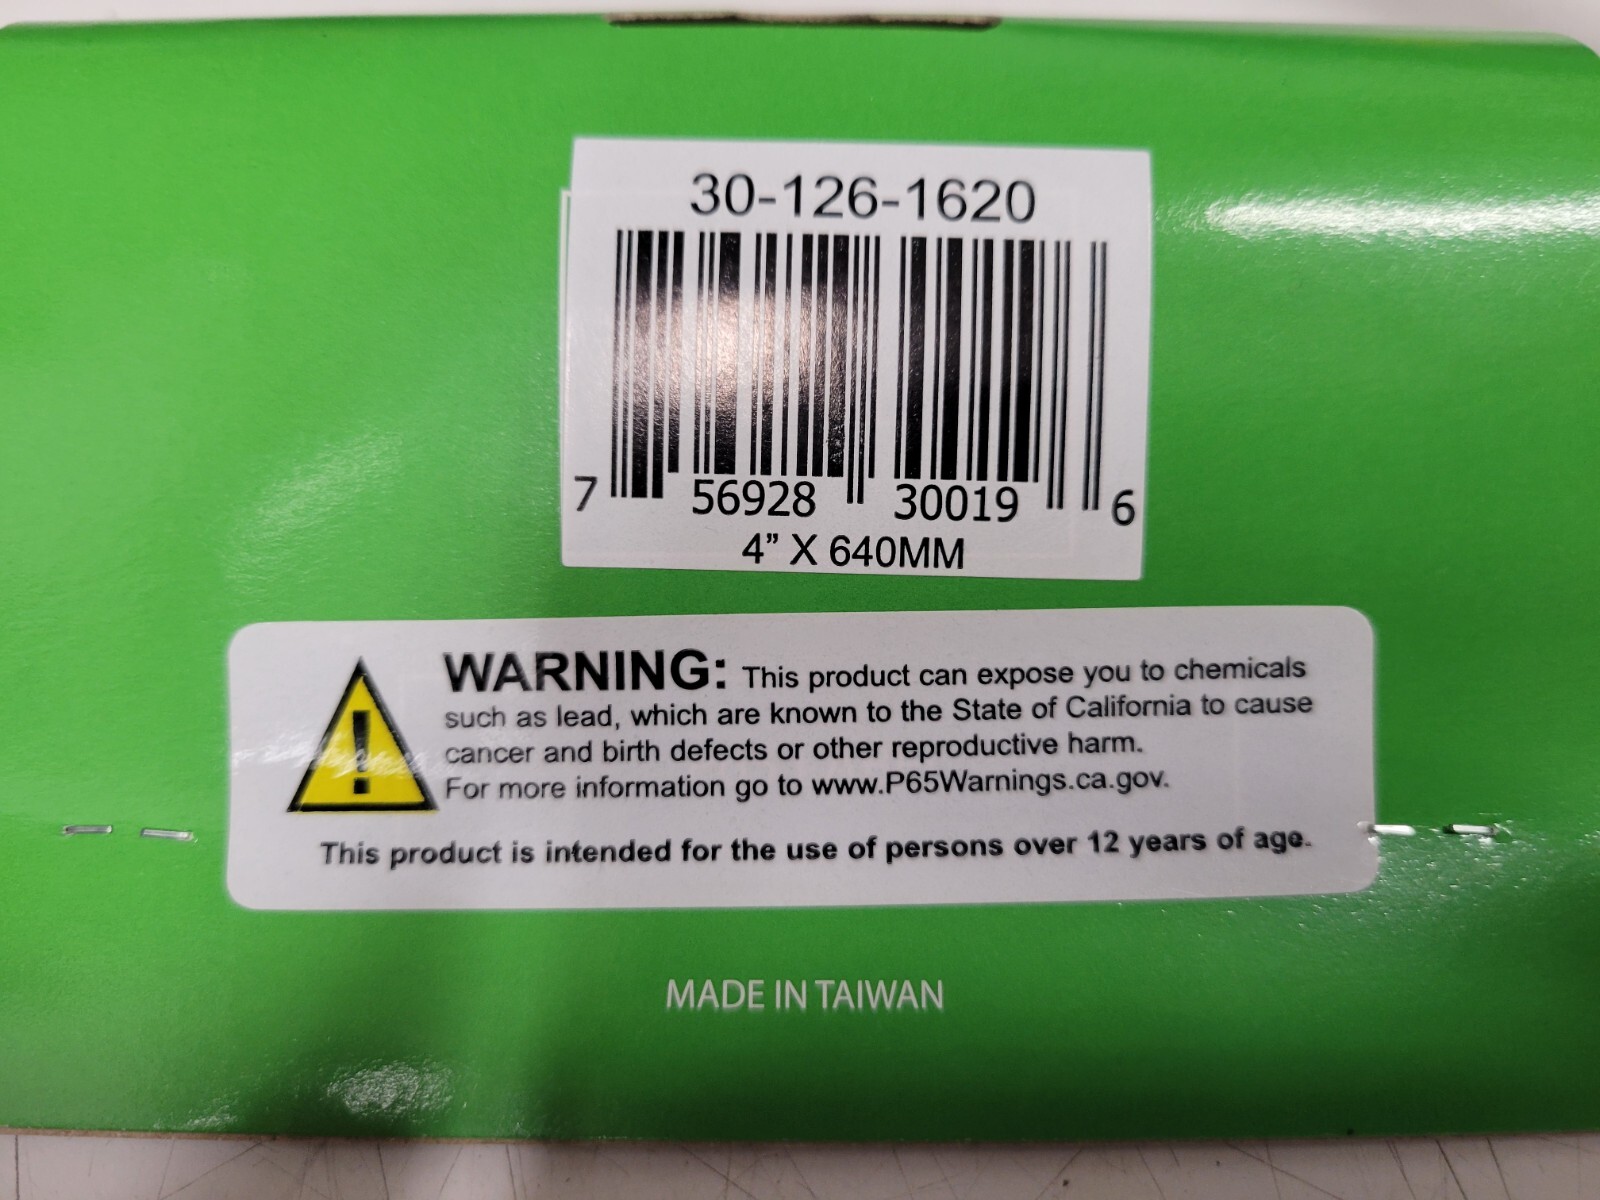 30-126-1620
7 56928 30019 6
4” X 640MM
WARNING: This product can expose you to chemicals
such as lead, which are known to the State of California to cause
cancer and birth defects or other reproductive harm.
For more information go to www.P65Warnings.ca.gov.
This product is intended for the use of persons over 12 years of age.
MADE IN TAIWAN